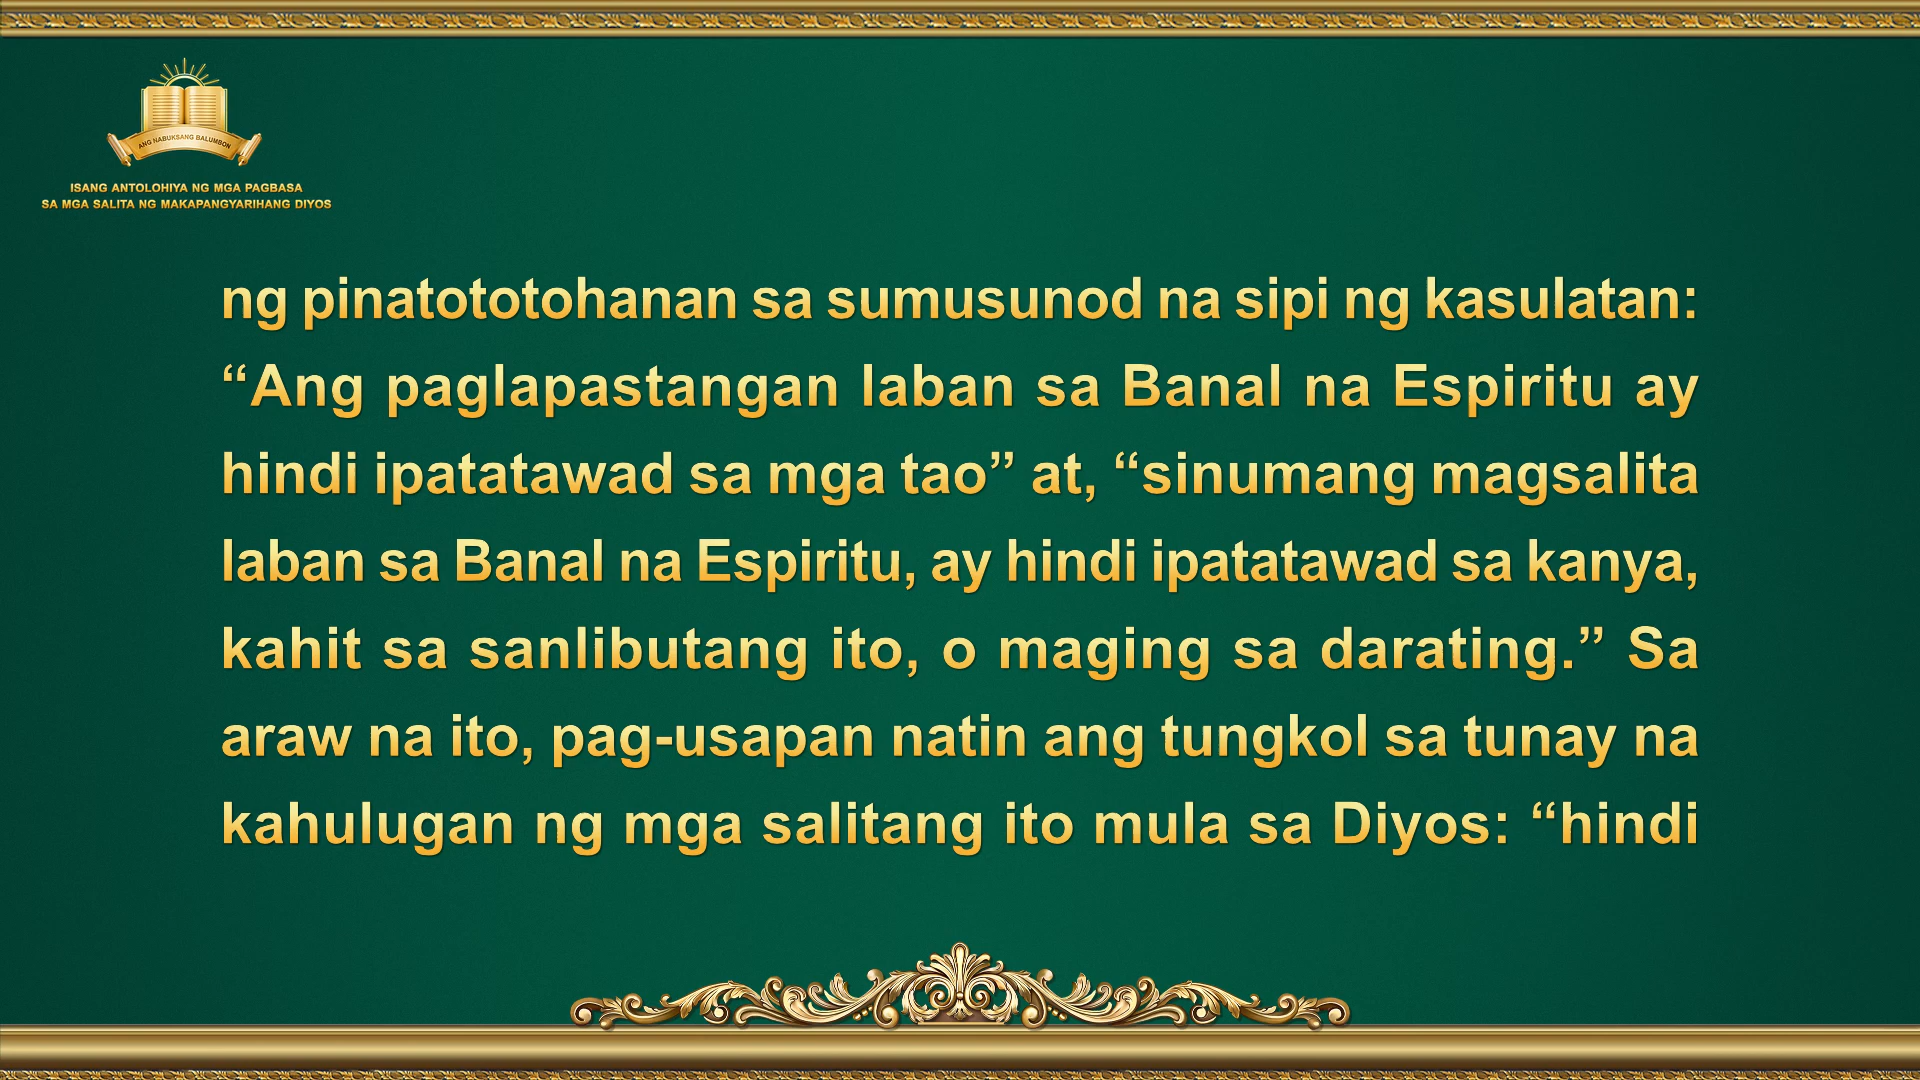 ANG NABUKSANG BALUMBON
ISANG ANTOLOHIYA NG MGA PAGBASA
SA MGA SALITA NG MAKAPANGYARIHANG DIYOS
ng pinatototohanan sa sumusunod na sipi ng kasulatan:
“Ang paglapastangan laban sa Banal na Espiritu ay
hindi ipatatawad sa mga tao” at, “sinumang magsalita
laban sa Banal na Espiritu, ay hindi ipatatawad sa kanya,
kahit sa sanlibutang ito, o maging sa darating.” Sa
araw na ito, pag-usapan natin ang tungkol sa tunay na
kahulugan ng mga salitang ito mula sa Diyos: “hindi